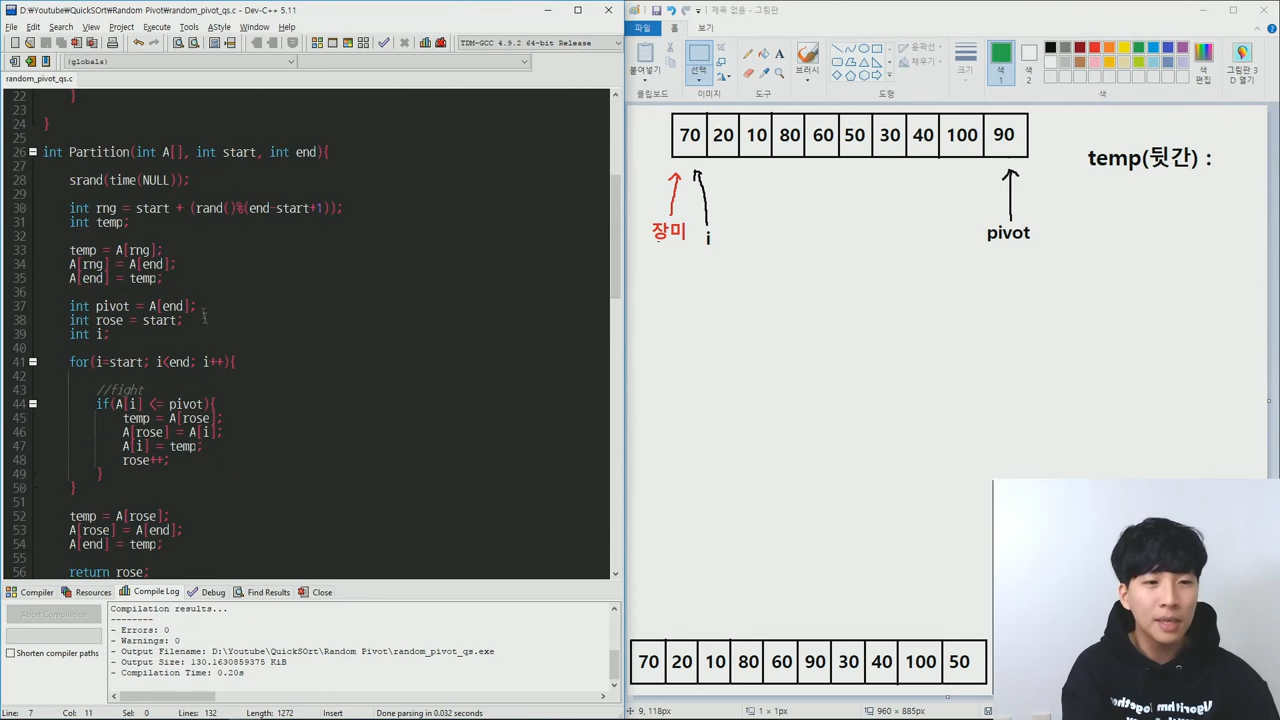 D:￦Youtube￦QuickSOrt￦Random Pivot￦random_pivot_qs.c - Dev-C++ 5.11
File Edit Search View Project Execute Tools AStyle Window Help
TDM-GCC 4.9.2 64-bit Release
(globals)
random_pivot_qs.c
22 }
23
24 }
25
26 int Partition(int A[], int start, int end){
27
28 srand(time(NULL));
29
30 int rng = start + (rand()%(end-start+1));
31 int temp;
32
33 temp = A[rng];
34 A[rng] = A[end];
35 A[end] = temp;
36
37 int pivot = A[end];
38 int rose = start;
39 int i;
40
41 for(i=start; i<end; i++){
42
43 //fight
44 if(A[i] <= pivot){
45 temp = A[rose];
46 A[rose] = A[i];
47 A[i] = temp;
48 rose++;
49 }
50 }
51
52 temp = A[rose];
53 A[rose] = A[end];
54 A[end] = temp;
55
56 return rose;
Compiler Resources Compile Log Debug Find Results Close
Abort Compilation
Shorten compiler paths
Compilation results...
--------
- Errors: 0
- Warnings: 0
- Output Filename: D:\Youtube\QuickSOrt\Random Pivot\random_pivot_qs.exe
- Output Size: 130.1630859375 KiB
- Compilation Time: 0.20s
Line: 7 Col: 11 Sel: 0 Lines: 132 Length: 1272 Insert Done parsing in 0.032 seconds
제목 없음 - 그림판
파일 홈 보기
붙여넣기
선택
브러시
윤곽선
채우기
크기
색 1
색 2
색 편집
그림판 3D 열기
클립보드 이미지 도구 도형 색
70 20 10 80 60 50 30 40 100 90
temp(뒷간) :
장미
i
pivot
70 20 10 80 60 90 30 40 100 50
9, 118px 1 × 1px 960 × 885px